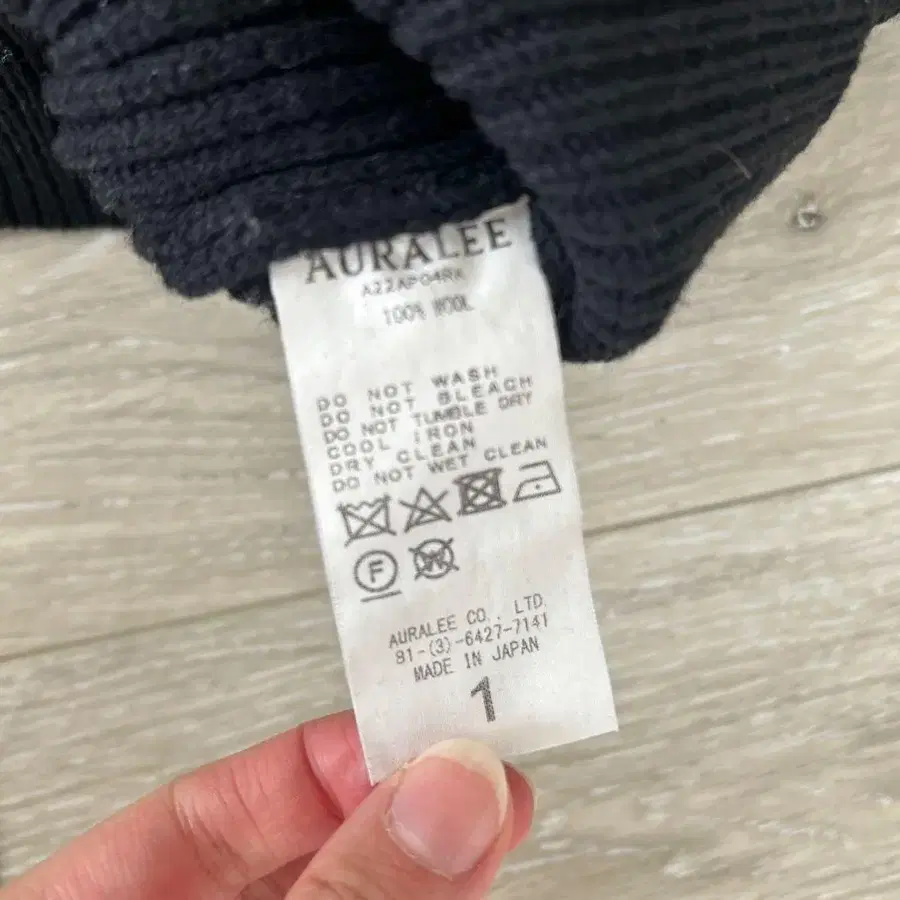 AURALEE
A22AP04RK
100% WOOL
DO NOT WASH
DO NOT BLEACH
DO NOT TUMBLE DRY
COOL IRON
DRY CLEAN
DO NOT WET CLEAN
F W
AURALEE CO., LTD.
81-(3)-6427-7141
MADE IN JAPAN
1